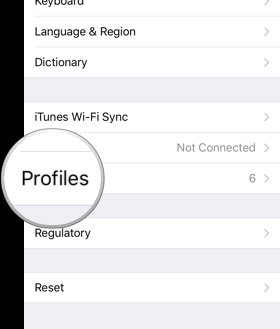 Keyboard
Language & Region
Dictionary
iTunes Wi-Fi Sync
Not Connected
Profiles 6
Regulatory
Reset